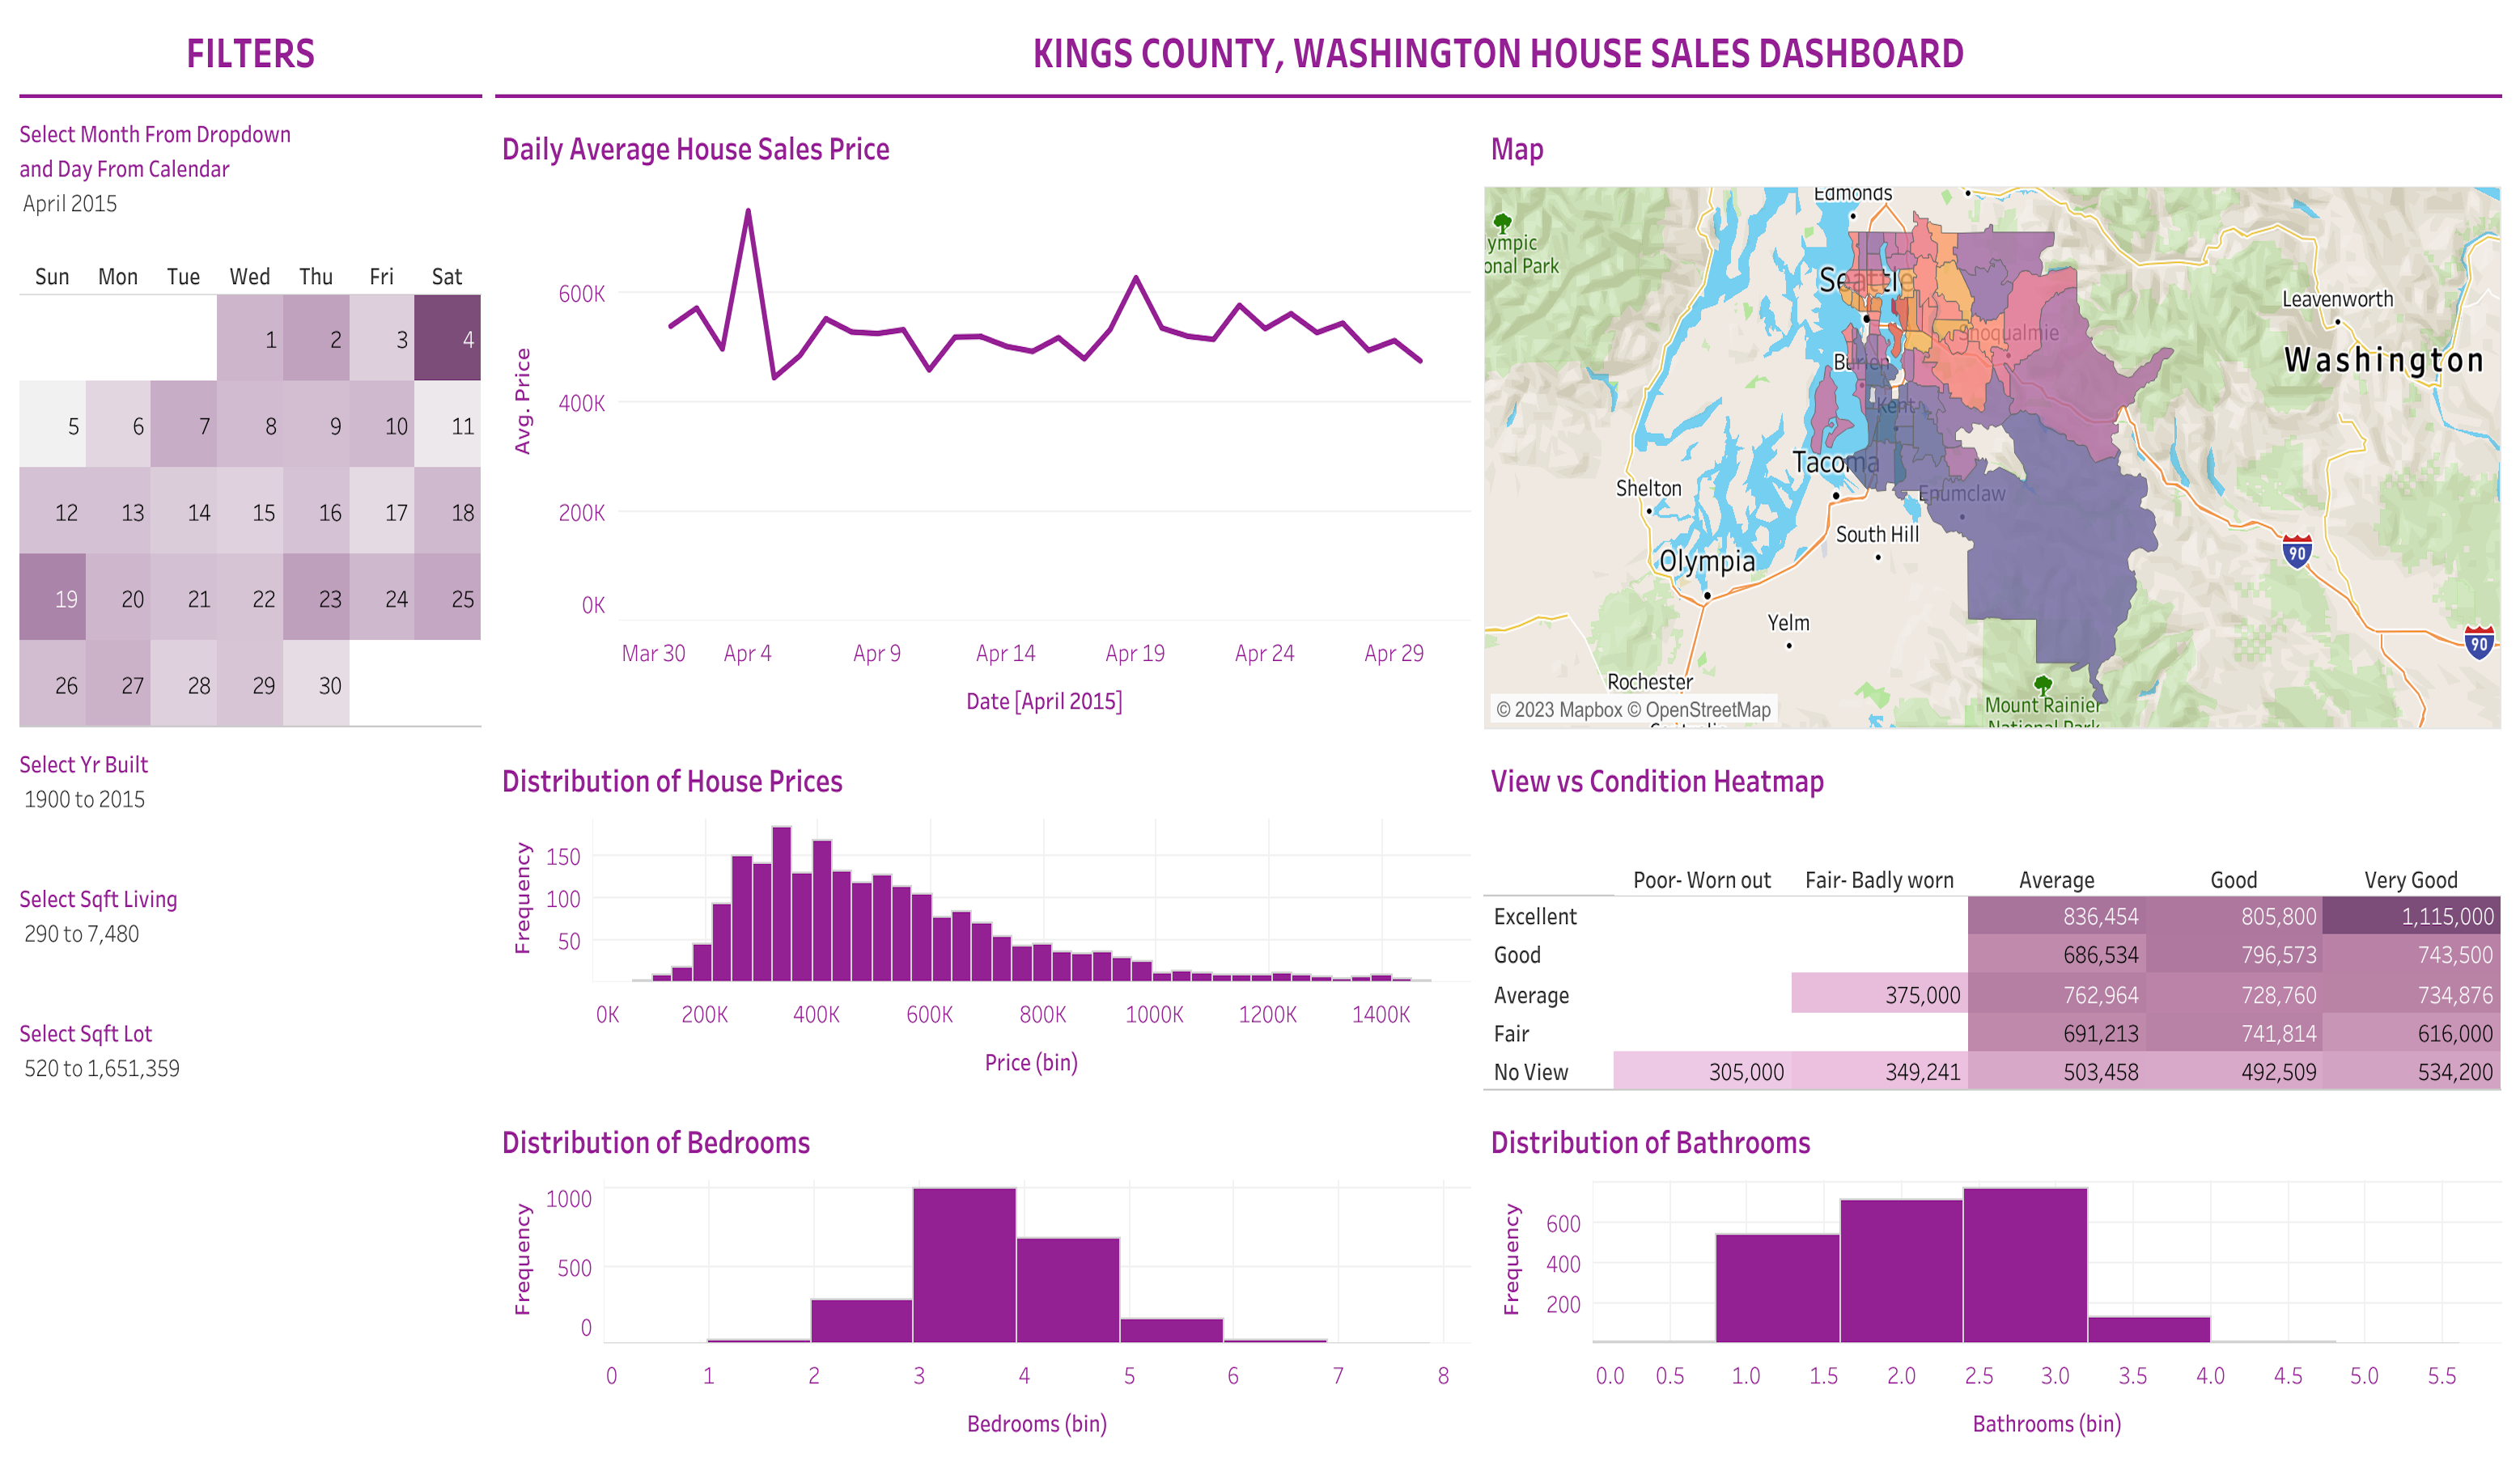 FILTERS
KINGS COUNTY, WASHINGTON HOUSE SALES DASHBOARD
Select Month From Dropdown
and Day From Calendar
April 2015
Sun Mon Tue Wed Thu Fri Sat
1 2 3 4
5 6 7 8 9 10 11
12 13 14 15 16 17 18
19 20 21 22 23 24 25
26 27 28 29 30
Select Yr Built
1900 to 2015
Select Sqft Living
290 to 7,480
Select Sqft Lot
520 to 1,651,359
Daily Average House Sales Price
Avg. Price
600K
400K
200K
0K
Mar 30 Apr 4 Apr 9 Apr 14 Apr 19 Apr 24 Apr 29
Date [April 2015]
Map
Edmonds
ympic
onal Park
Seattle
Leavenworth
Snoqualmie
Washington
Burien
Kent
Tacoma
Shelton
Enumclaw
South Hill
90
Olympia
Yelm
90
Rochester
Mount Rainier
National Park
© 2023 Mapbox © OpenStreetMap
Distribution of House Prices
Frequency
150
100
50
0K 200K 400K 600K 800K 1000K 1200K 1400K
Price (bin)
View vs Condition Heatmap
Poor- Worn out Fair- Badly worn Average Good Very Good
Excellent 836,454 805,800 1,115,000
Good 686,534 796,573 743,500
Average 375,000 762,964 728,760 734,876
Fair 691,213 741,814 616,000
No View 305,000 349,241 503,458 492,509 534,200
Distribution of Bedrooms
Frequency
1000
500
0
0 1 2 3 4 5 6 7 8
Bedrooms (bin)
Distribution of Bathrooms
Frequency
600
400
200
0.0 0.5 1.0 1.5 2.0 2.5 3.0 3.5 4.0 4.5 5.0 5.5
Bathrooms (bin)